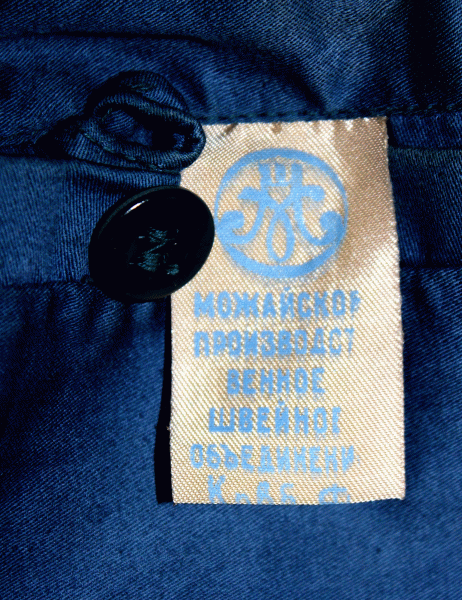 МОЖАЙСКОЕ
ПРОИЗВОДСТ
ВЕННОЕ
ШВЕЙНОЕ
ОБЪЕДИНЕНИ